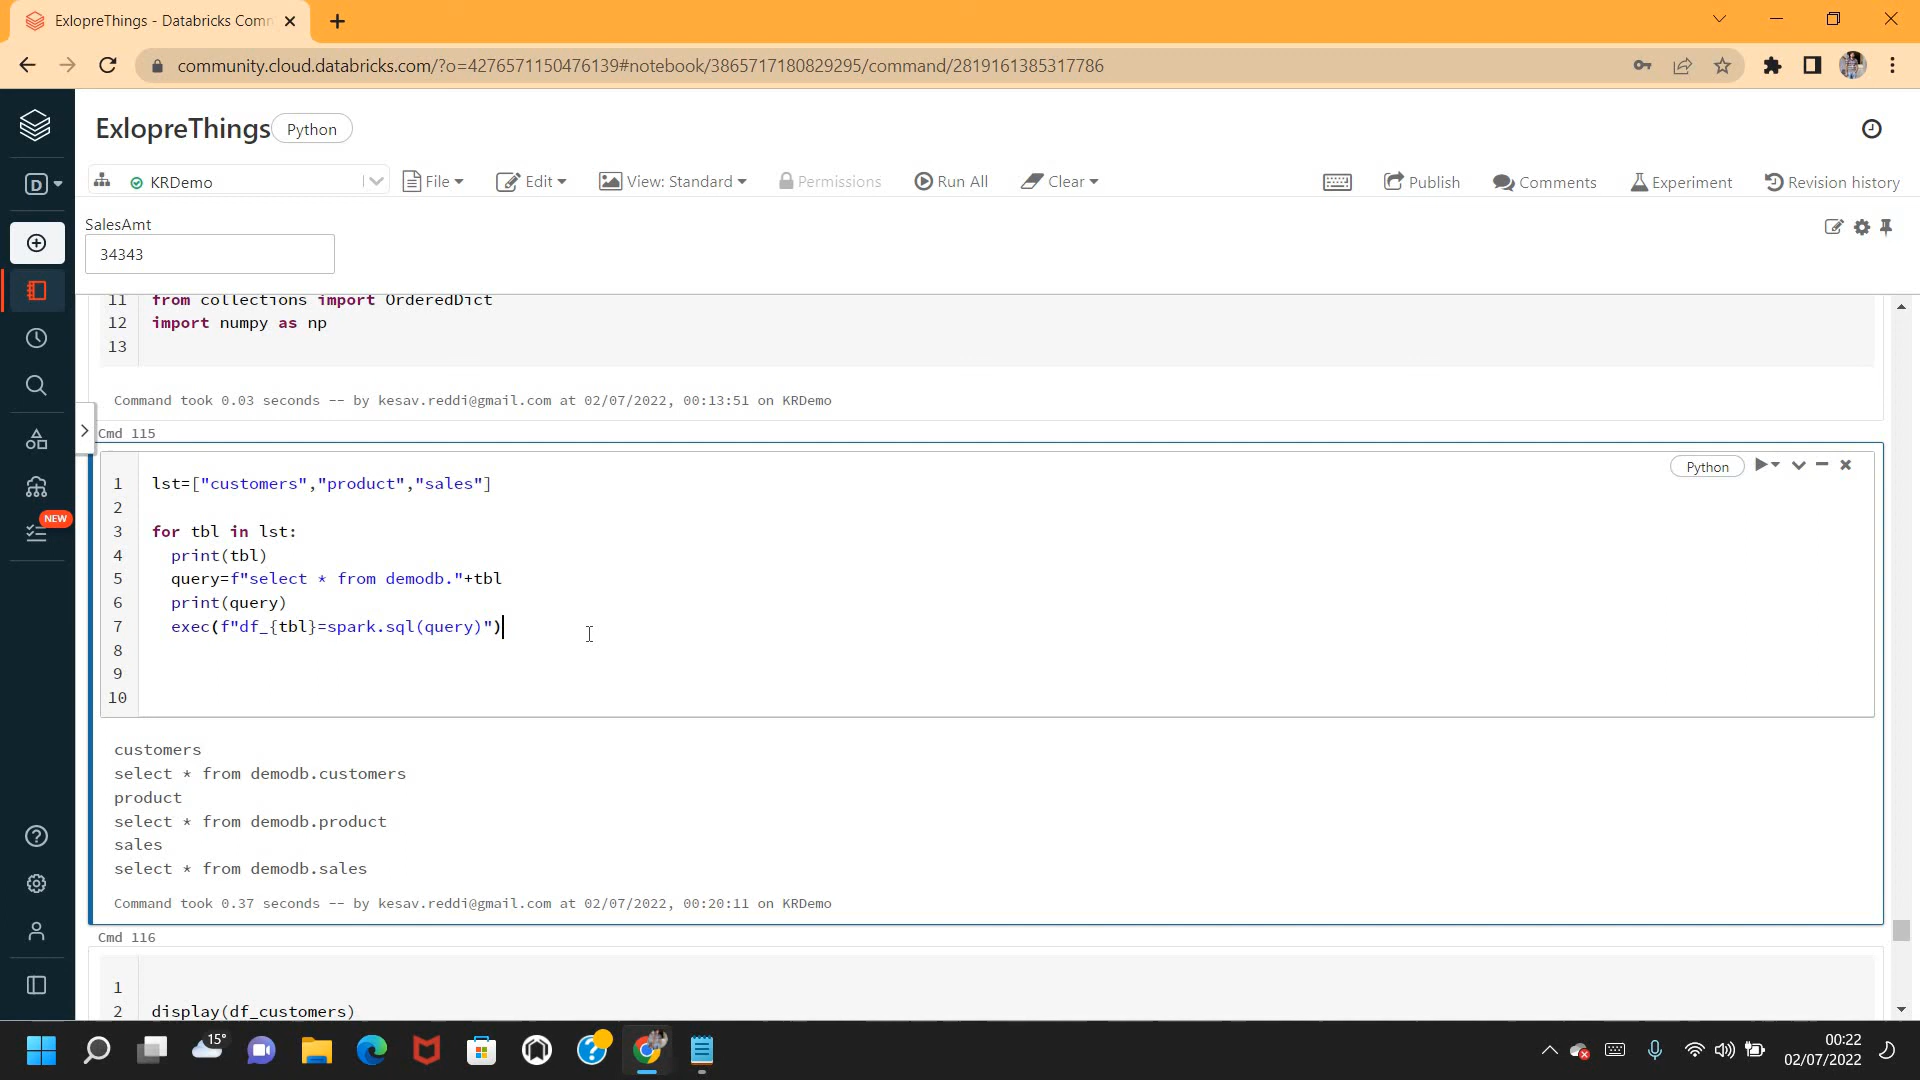 ExlopreThings - Databricks Comm
community.cloud.databricks.com/?o=4276571150476139#notebook/3865717180829295/command/2819161385317786
ExlopreThings Python
D
KRDemo File Edit View: Standard Permissions Run All Clear Publish Comments Experiment Revision history
SalesAmt
34343
11 from collections import OrderedDict
12 import numpy as np
13
Command took 0.03 seconds -- by kesav.reddi@gmail.com at 02/07/2022, 00:13:51 on KRDemo
Cmd 115
Python
1 lst=["customers","product","sales"]
2
3 for tbl in lst:
4 print(tbl)
5 query=f"select * from demodb."+tbl
6 print(query)
7 exec(f"df_{tbl}=spark.sql(query)")
8
9
10
NEW
customers
select * from demodb.customers
product
select * from demodb.product
sales
select * from demodb.sales
Command took 0.37 seconds -- by kesav.reddi@gmail.com at 02/07/2022, 00:20:11 on KRDemo
Cmd 116
1
2 display(df_customers)
15°
00:22
02/07/2022